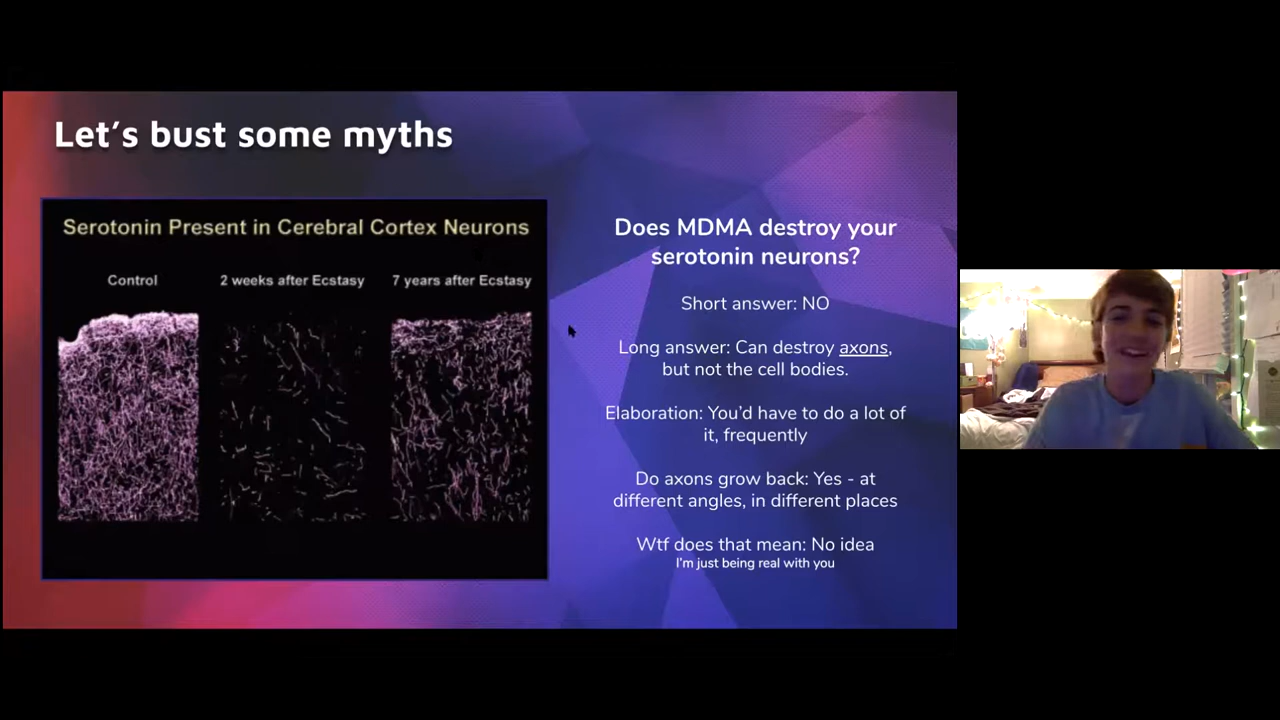 Let's bust some myths
Serotonin Present in Cerebral Cortex Neurons
Control
2 weeks after Ecstasy
7 years after Ecstasy
Does MDMA destroy your
serotonin neurons?
Short answer: NO
Long answer: Can destroy axons,
but not the cell bodies.
Elaboration: You'd have to do a lot of
it, frequently
Do axons grow back: Yes - at
different angles, in different places
Wtf does that mean: No idea
I'm just being real with you